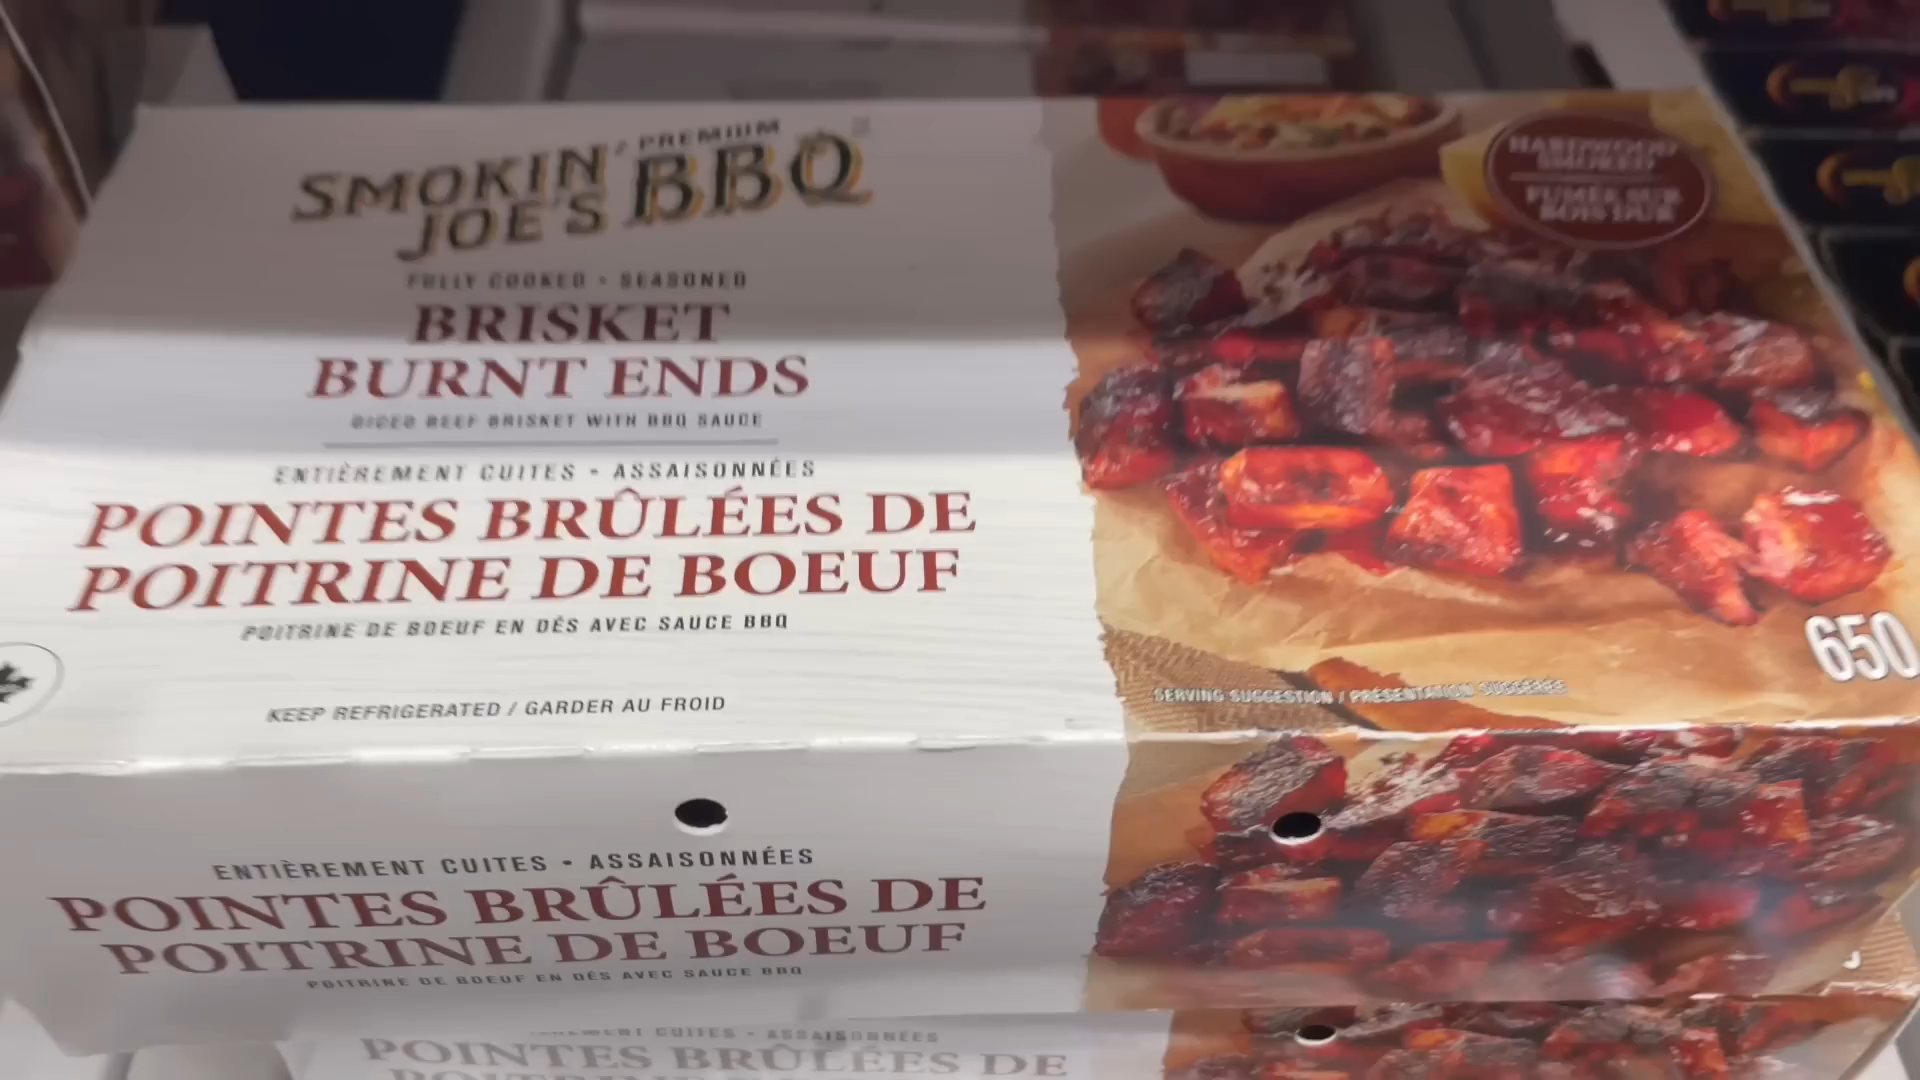 PREMIUM
SMOKIN' BBQ
JOE'S
FULLY COOKED - SEASONED
BRISKET
BURNT ENDS
DICED BEEF BRISKET WITH BBQ SAUCE
ENTIÈREMENT CUITES - ASSAISONNÉES
POINTES BRÛLÉES DE
POITRINE DE BOEUF
POITRINE DE BOEUF EN DÉS AVEC SAUCE BBQ
KEEP REFRIGERATED / GARDER AU FROID
HARDWOOD
SMOKED
FUMÉE SUR
BOIS DUR
650
SERVING SUGGESTION / PRÉSENTATION SUGGÉRÉE
ENTIÈREMENT CUITES - ASSAISONNÉES
POINTES BRÛLÉES DE
POITRINE DE BOEUF
POITRINE DE BOEUF EN DÉS AVEC SAUCE BBQ
CUITES - ASSAISONNÉES
POINTES BRÛLÉES DE